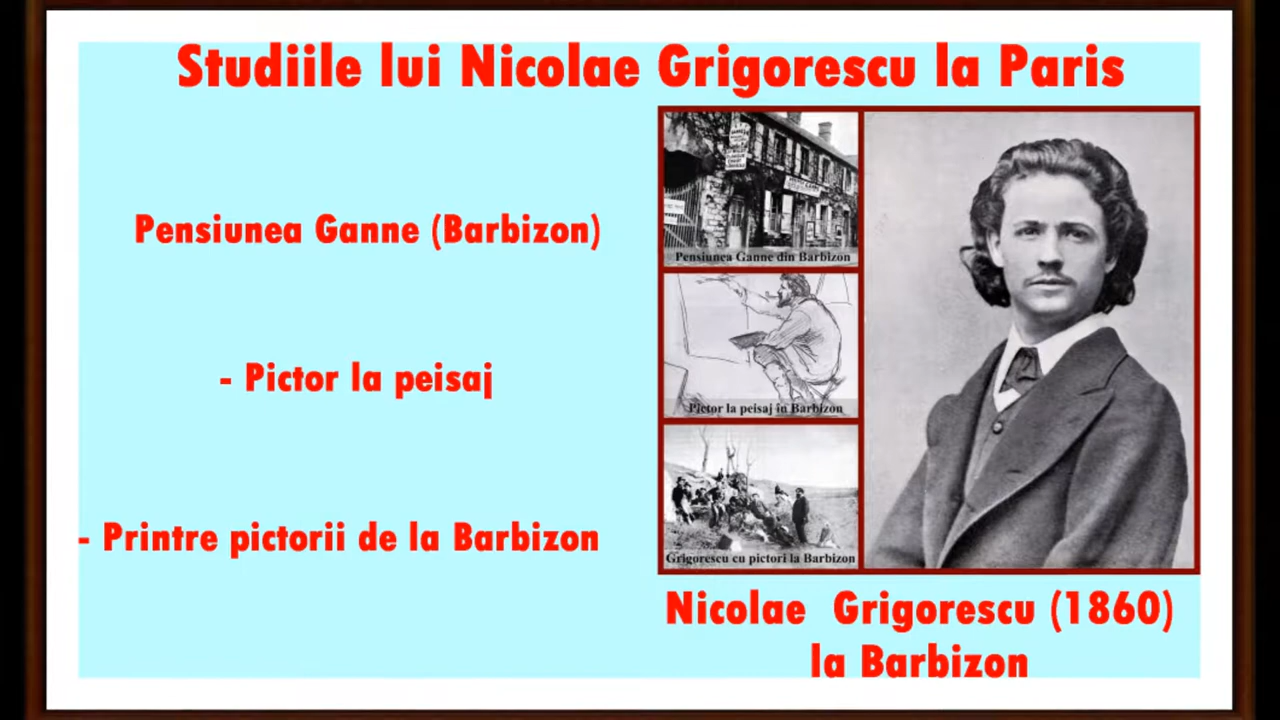 Studiile lui Nicolae Grigorescu la Paris
Pensiunea Ganne (Barbizon)
- Pictor la peisaj
- Printre pictorii de la Barbizon
Pensiunea Ganne din Barbizon
Pictor la peisaj în Barbizon
Grigorescu cu pictori la Barbizon
Nicolae Grigorescu (1860)
la Barbizon